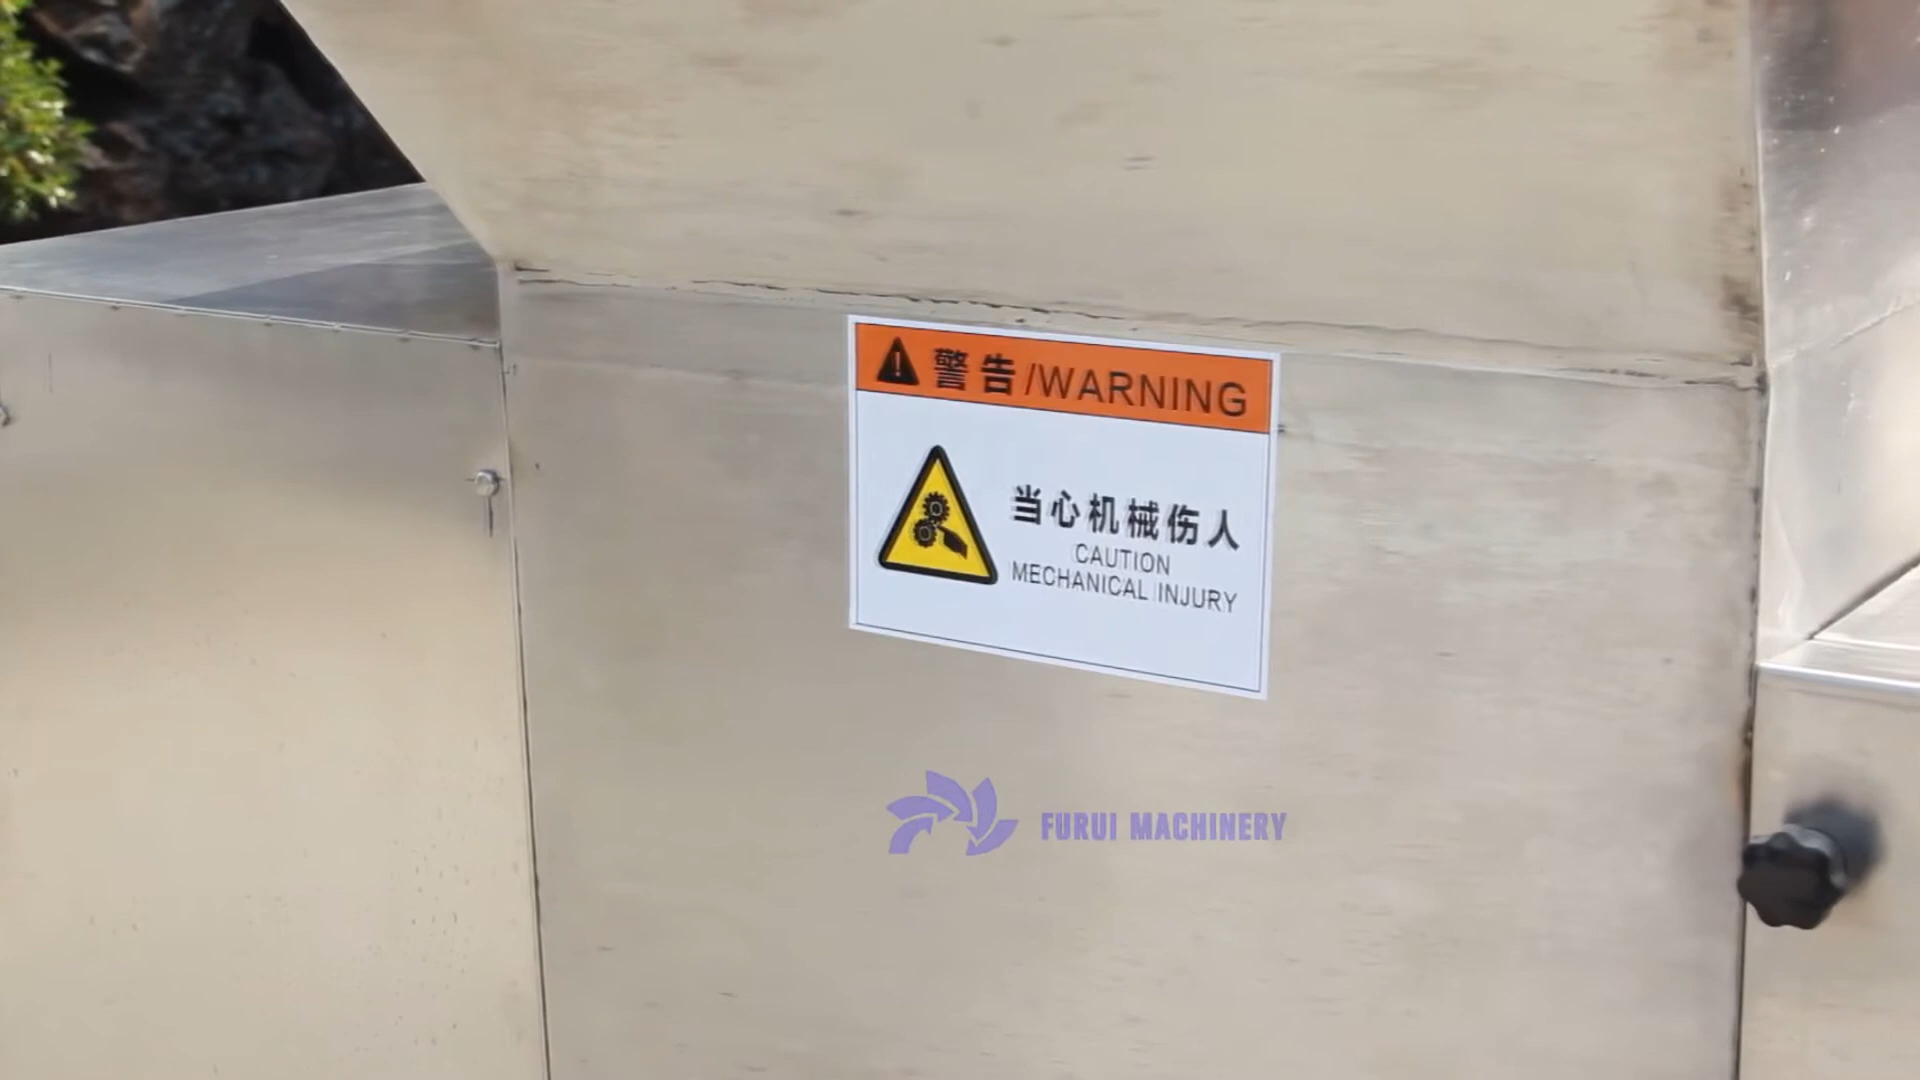 警告/WARNING
当心机械伤人
CAUTION
MECHANICAL INJURY
FURUI MACHINERY